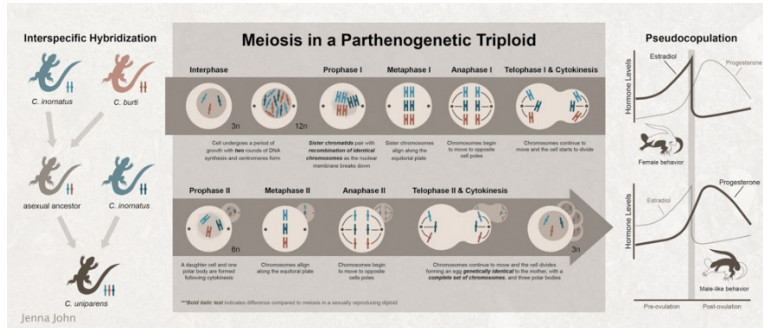 Interspecific Hybridization
C. inornatus
C. burti
asexual ancestor
C. inornatus
C. uniparens
Jenna John
Meiosis in a Parthenogenetic Triploid
Interphase
Prophase I
Metaphase I
Anaphase I
Telophase I & Cytokinesis
3n
12n
Cell undergoes a period of
growth with two rounds of DNA
synthesis and centromeres form
Sister chromatids pair with
recombination of identical
chromosomes as the nuclear
membrane breaks down
Sister chromosomes
align along the
equitorial plate
Chromosomes begin
to move to opposite
cell poles
Chromosomes continue to
move and the cell starts to divide
Prophase II
Metaphase II
Anaphase II
Telophase II & Cytokinesis
6n
3n
A daughter cell and one
polar body are formed
following cytokinesis
Chromosomes align
along the equitorial plate
Chromosomes begin
to move to opposite
cell poles
Chromosomes continue to move and the cell divides
forming an egg genetically identical to the mother, with a
complete set of chromosomes, and three polar bodies
indicates difference compared to meiosis in a sexually reproducing diploid
Pseudocopulation
Hormone Levels
Estradiol
Progesterone
Female behavior
Hormone Levels
Estradiol
Progesterone
Male-like behavior
Pre-ovulation
Post-ovulation